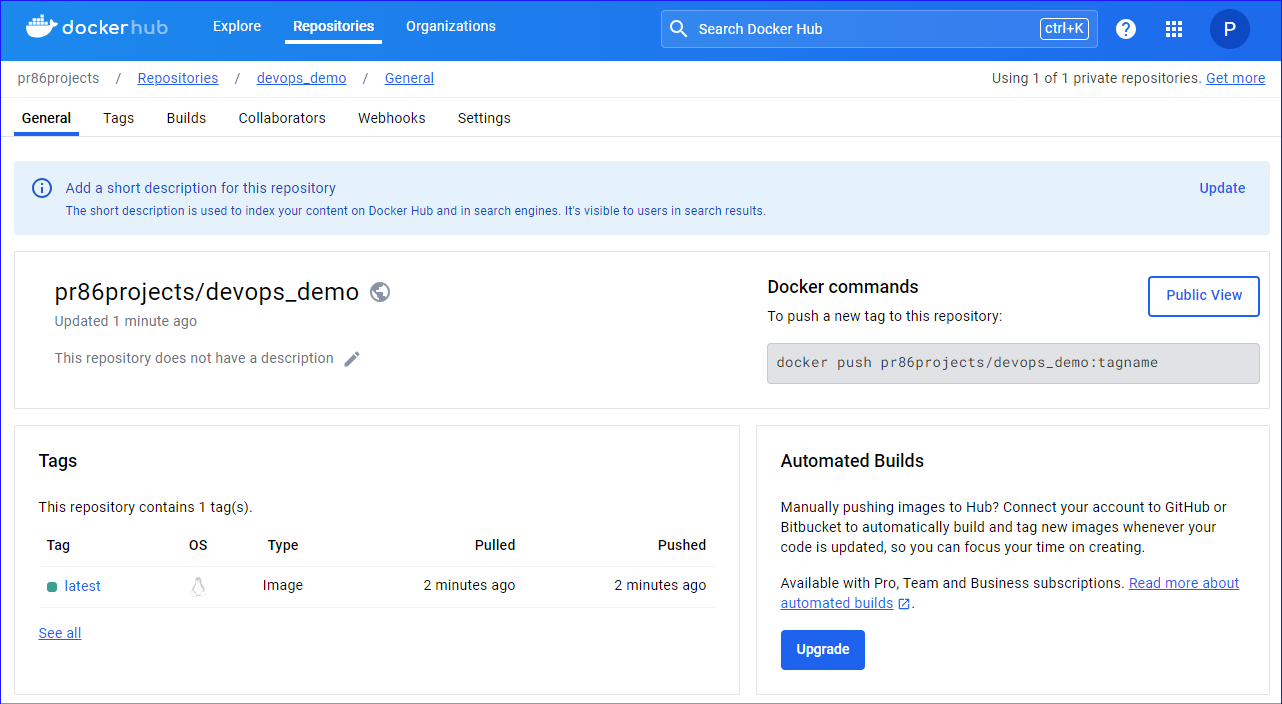 docker hub Explore Repositories Organizations Search Docker Hub ctrl+K ? P
pr86projects / Repositories / devops_demo / General Using 1 of 1 private repositories. Get more
General Tags Builds Collaborators Webhooks Settings
Add a short description for this repository Update
The short description is used to index your content on Docker Hub and in search engines. It's visible to users in search results.
pr86projects/devops_demo
Updated 1 minute ago
This repository does not have a description
Docker commands
Public View
To push a new tag to this repository:
docker push pr86projects/devops_demo:tagname
Tags
This repository contains 1 tag(s).
Tag OS Type Pulled Pushed
latest Image 2 minutes ago 2 minutes ago
See all
Automated Builds
Manually pushing images to Hub? Connect your account to GitHub or
Bitbucket to automatically build and tag new images whenever your
code is updated, so you can focus your time on creating.
Available with Pro, Team and Business subscriptions. Read more about
automated builds .
Upgrade